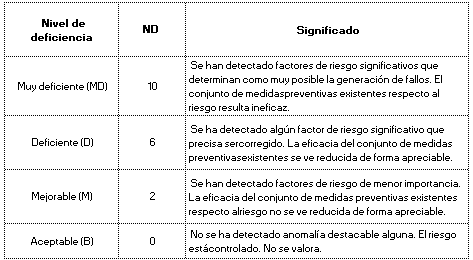 Nivel de
deficiencia
ND
Significado
Muy deficiente (MD)
10
Se han detectado factores de riesgo significativos que
determinan como muy posible la generación de fallos. El
conjunto de medidaspreventivas existentes respecto al
riesgo resulta ineficaz.
Deficiente (D)
6
Se ha detectado algún factor de riesgo significativo que
precisa sercorregido. La eficacia del conjunto de medidas
preventivasexistentes se ve reducida de forma apreciable.
Mejorable (M)
2
Se han detectado factores de riesgo de menor importancia.
La eficacia del conjunto de medidas preventivas existentes
respecto alriesgo no se ve reducida de forma apreciable.
Aceptable (B)
0
No se ha detectado anomalía destacable alguna. El riesgo
estácontrolado. No se valora.